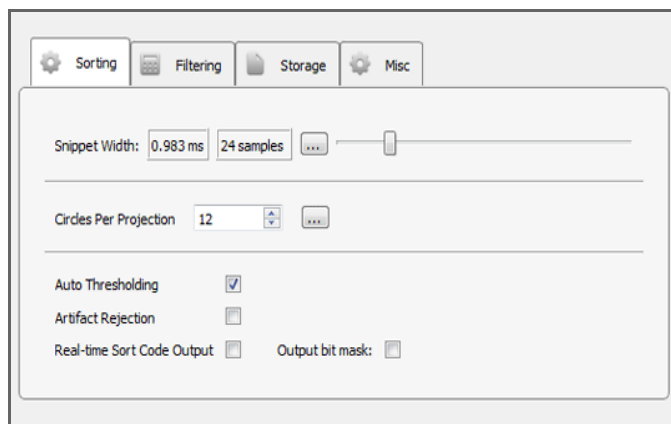 Sorting Filtering Storage Misc
Snippet Width: 0.983 ms 24 samples ...
Circles Per Projection 12 ...
Auto Thresholding
Artifact Rejection
Real-time Sort Code Output Output bit mask: